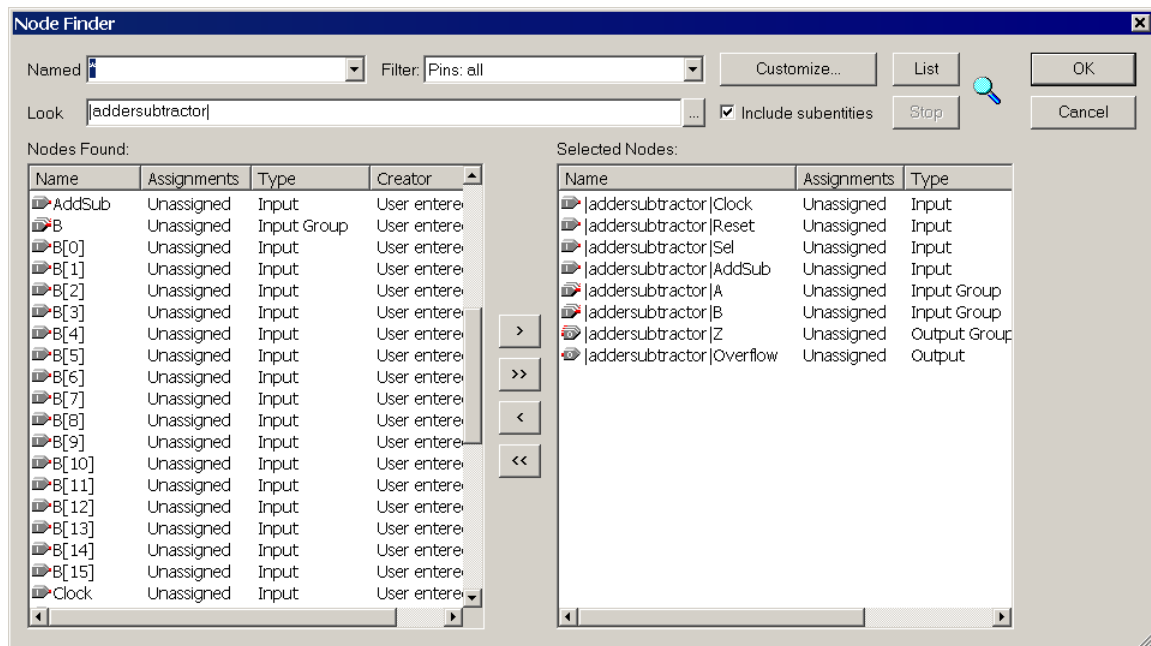 Node Finder
Named * Filter: Pins: all Customize... List OK
Look |addersubtractor| ... Include subentities Stop Cancel
Nodes Found: Selected Nodes:
Name Assignments Type Creator Name Assignments Type
AddSub Unassigned Input User entere |addersubtractor|Clock Unassigned Input
B Unassigned Input Group User entere |addersubtractor|Reset Unassigned Input
B[0] Unassigned Input User entere |addersubtractor|Sel Unassigned Input
B[1] Unassigned Input User entere |addersubtractor|AddSub Unassigned Input
B[2] Unassigned Input User entere |addersubtractor|A Unassigned Input Group
B[3] Unassigned Input User entere |addersubtractor|B Unassigned Input Group
B[4] Unassigned Input User entere |addersubtractor|Z Unassigned Output Group
B[5] Unassigned Input User entere |addersubtractor|Overflow Unassigned Output
B[6] Unassigned Input User entere
B[7] Unassigned Input User entere
B[8] Unassigned Input User entere
B[9] Unassigned Input User entere
B[10] Unassigned Input User entere
B[11] Unassigned Input User entere
B[12] Unassigned Input User entere
B[13] Unassigned Input User entere
B[14] Unassigned Input User entere
B[15] Unassigned Input User entere
Clock Unassigned Input User entere
>
>>
<
<<